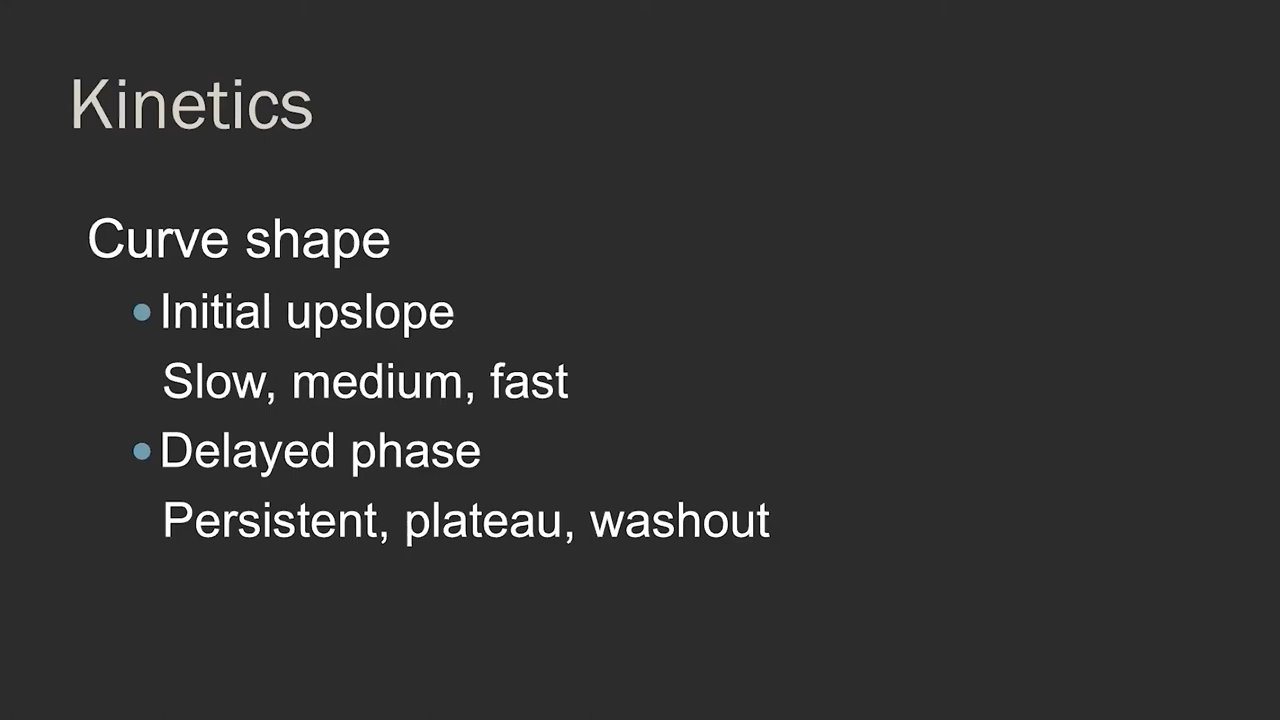 Kinetics
Curve shape
•Initial upslope
Slow, medium, fast
•Delayed phase
Persistent, plateau, washout